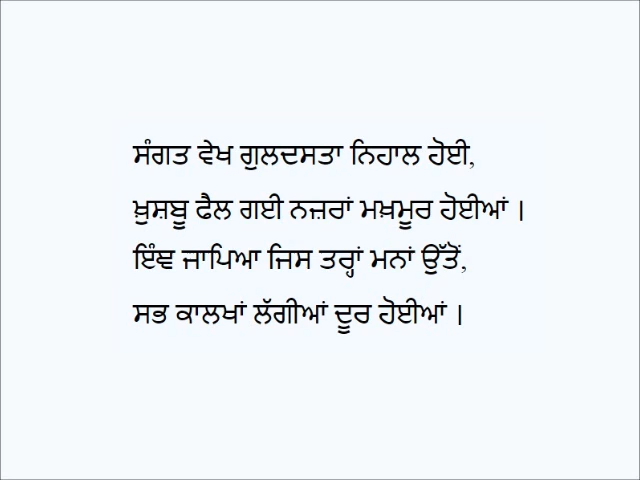 ਸੰਗਤ ਵੇਖ ਗੁਲਦਸਤਾ ਨਿਹਾਲ ਹੋਈ,
ਖ਼ੁਸ਼ਬੂ ਫੈਲ ਗਈ ਨਜ਼ਰਾਂ ਮਖ਼ਮੂਰ ਹੋਈਆਂ ।
ਇੰਞ ਜਾਪਿਆ ਜਿਸ ਤਰ੍ਹਾਂ ਮਨਾਂ ਉੱਤੋਂ,
ਸਭ ਕਾਲਖਾਂ ਲੱਗੀਆਂ ਦੂਰ ਹੋਈਆਂ ।